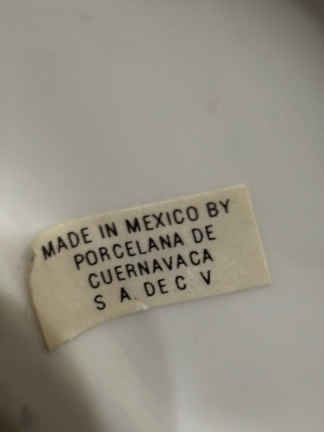 MADE IN MEXICO BY
PORCELANA DE
CUERNAVACA
S A. DE C V